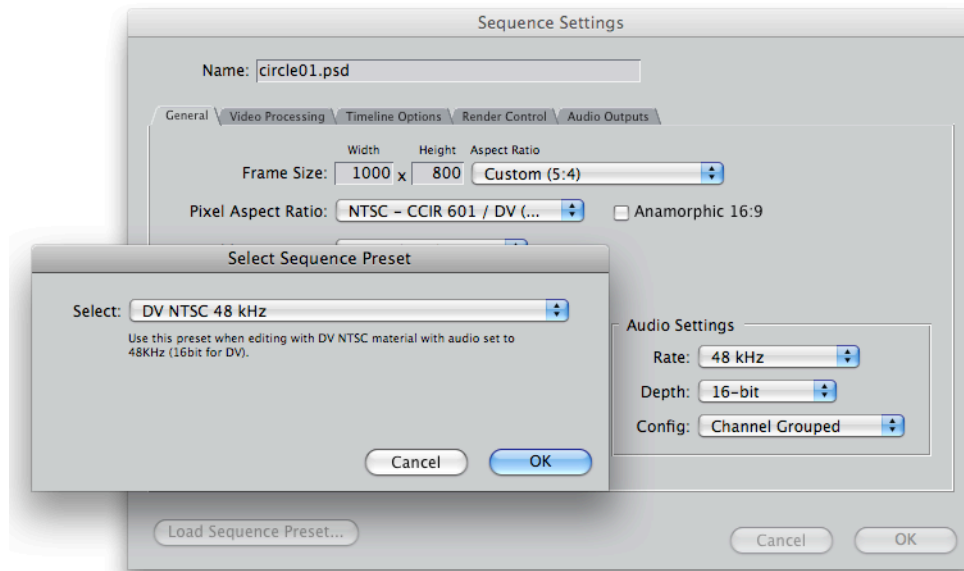 Sequence Settings
Name: circle01.psd
General Video Processing Timeline Options Render Control Audio Outputs
Width Height Aspect Ratio
Frame Size: 1000 x 800 Custom (5:4)
Pixel Aspect Ratio: NTSC – CCIR 601 / DV (... Anamorphic 16:9
Select Sequence Preset
Select: DV NTSC 48 kHz
Use this preset when editing with DV NTSC material with audio set to
48KHz (16bit for DV).
Cancel OK
Audio Settings
Rate: 48 kHz
Depth: 16-bit
Config: Channel Grouped
Load Sequence Preset...
Cancel OK